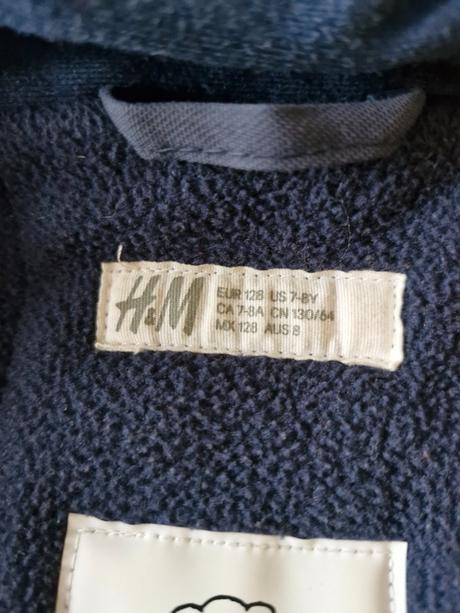 H&M
EUR 128 US 7-8Y
CA 7-8A CN 130/64
MX 128 AUS 8